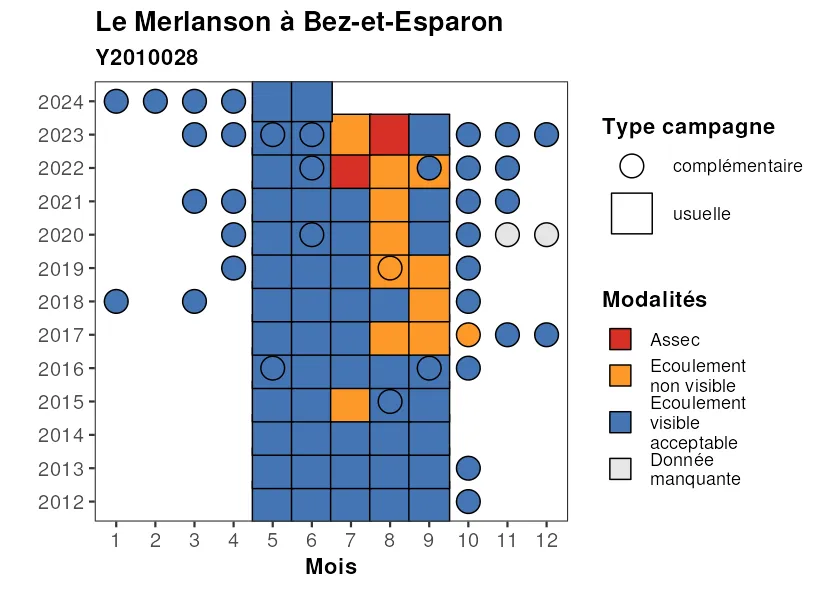 Le Merlanson à Bez-et-Esparon
Y2010028
2024
2023
2022
2021
2020
2019
2018
2017
2016
2015
2014
2013
2012
1 2 3 4 5 6 7 8 9 10 11 12
Mois
Type campagne
complémentaire
usuelle
Modalités
Assec
Ecoulement
non visible
Ecoulement
visible
acceptable
Donnée
manquante